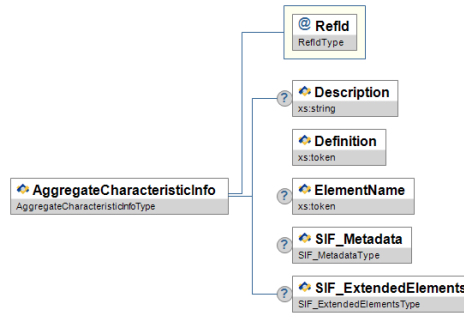 @ RefId
RefIdType
? Description
xs:string
Definition
xs:token
AggregateCharacteristicInfo
AggregateCharacteristicInfoType
? ElementName
xs:token
? SIF_Metadata
SIF_MetadataType
? SIF_ExtendedElements
SIF_ExtendedElementsType